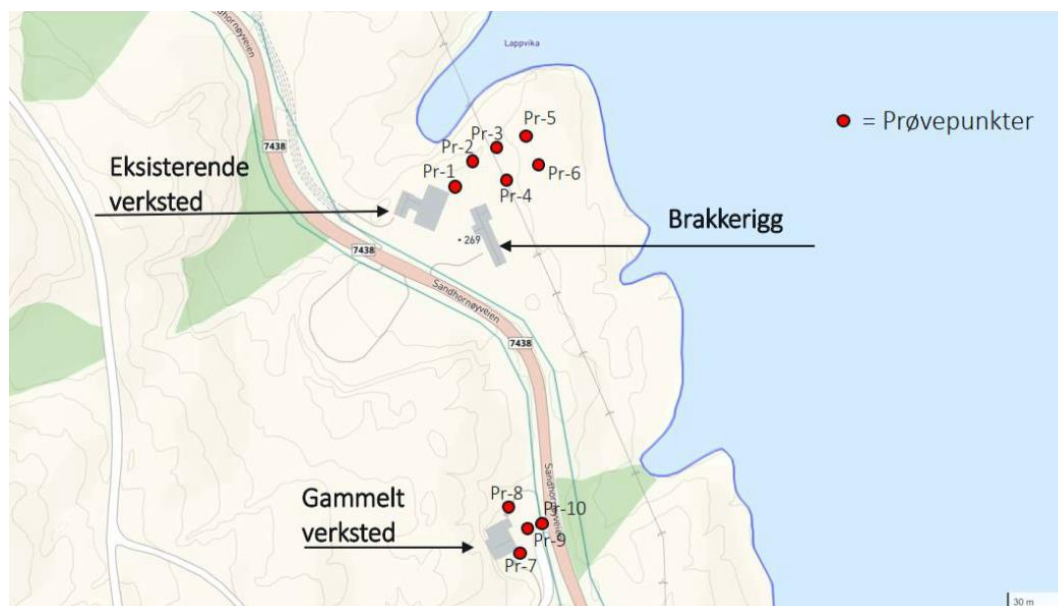 Sandhornøyveien
Lappvika
7438
Pr-5
Pr-3
= Prøvepunkter
Pr-2
Pr-6
Eksisterende
verksted
Pr-1
Pr-4
Brakkerigg
269
7438
Sandhornøyveien
7438
Sandhornøyveien
Gammelt
verksted
Pr-8
Pr-10
Pr-9
Pr-7
30 m